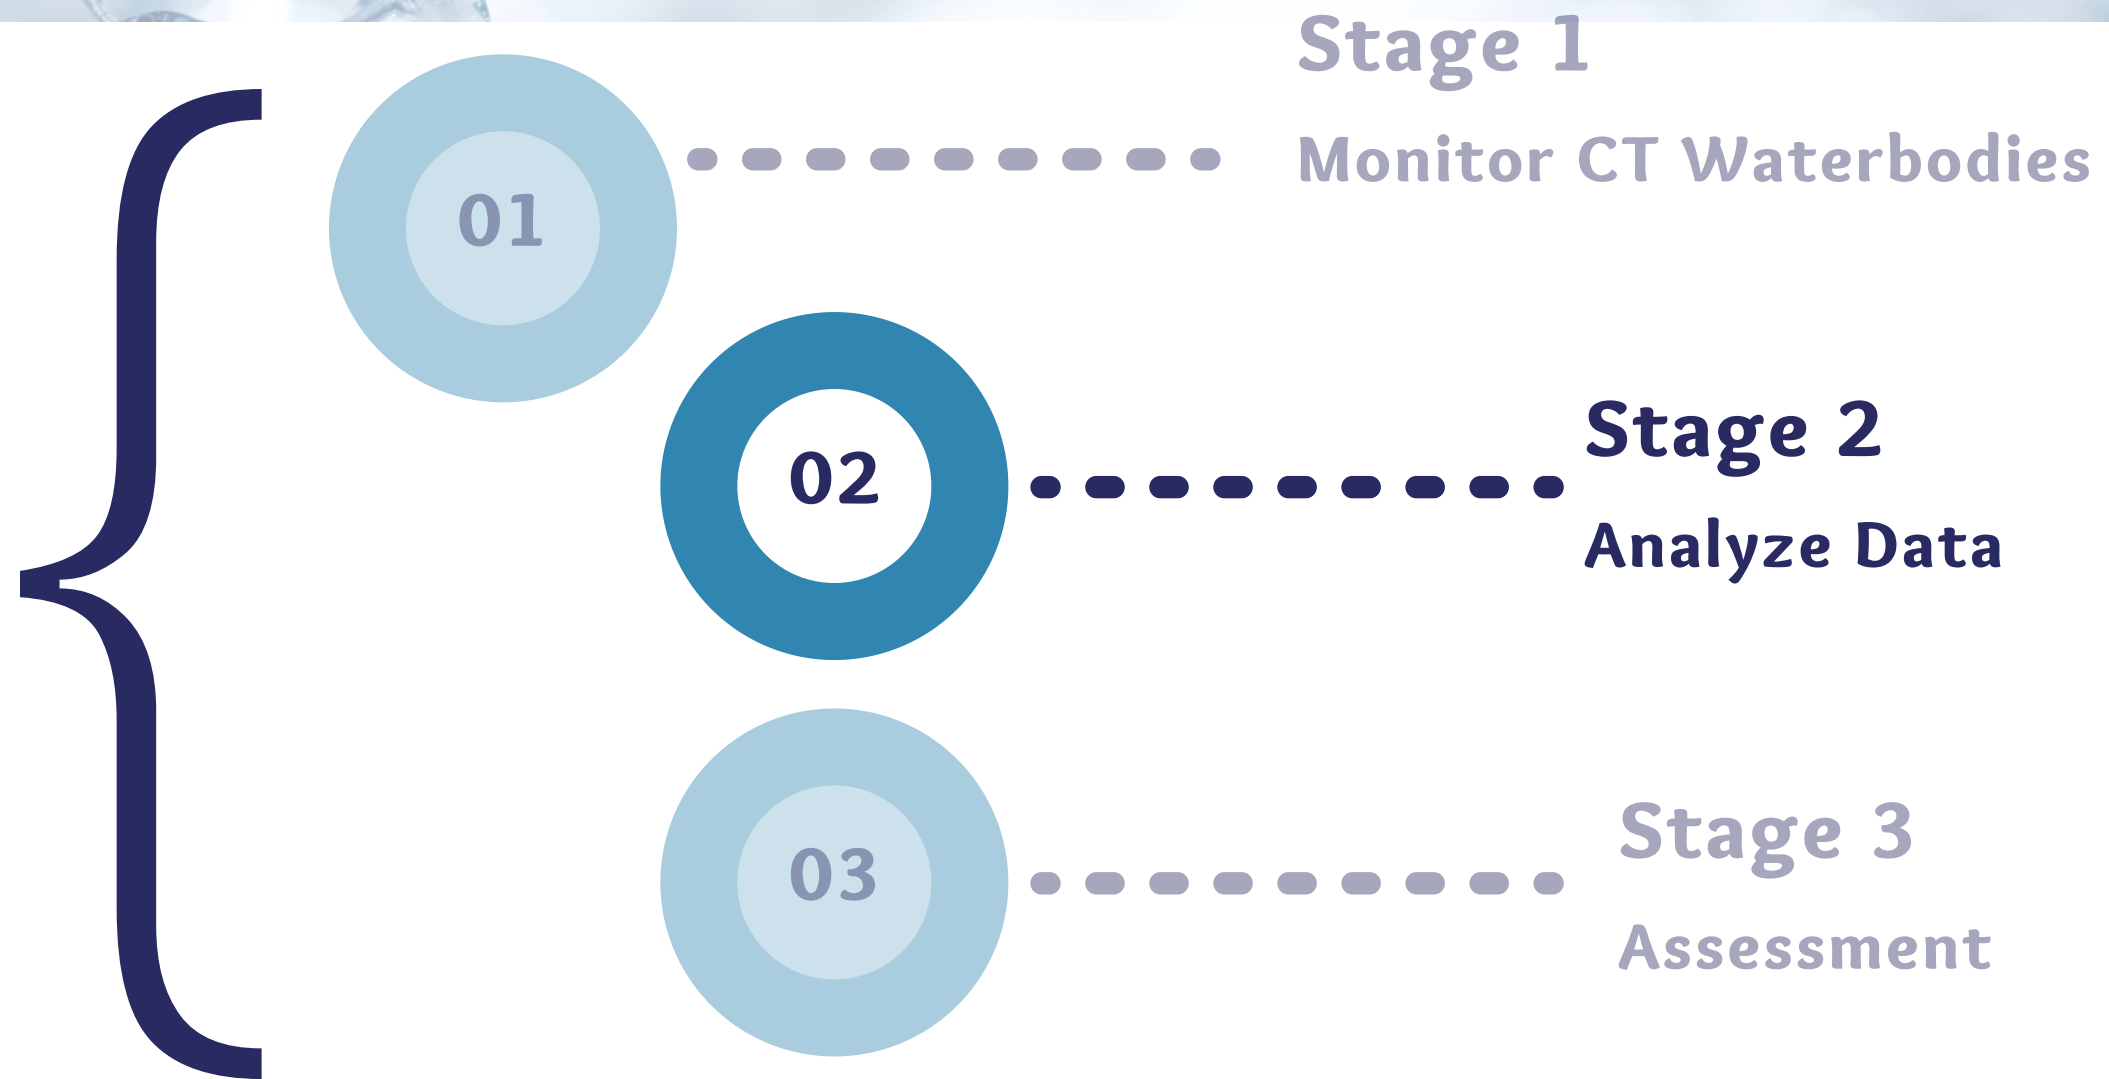 Stage 1
01
Monitor CT Waterbodies
Stage 2
02
Analyze Data
Stage 3
03
Assessment